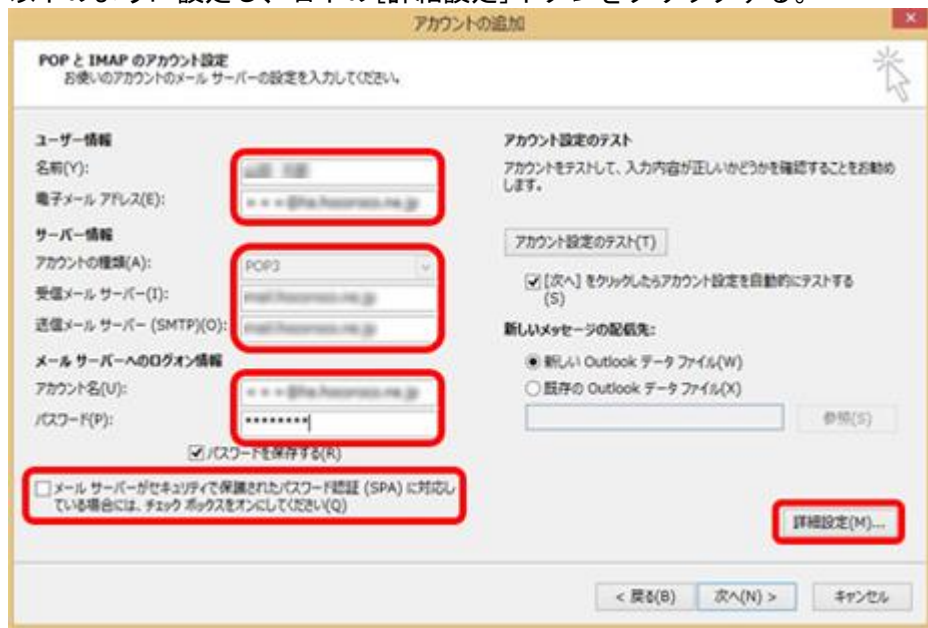 アカウントの追加
POP と IMAP のアカウント設定
お使いのアカウントのメール サーバーの設定を入力してください。
ユーザー情報
名前(Y):
電子メール アドレス(E):
サーバー情報
アカウントの種類(A):
POP3
受信メール サーバー(I):
送信メール サーバー (SMTP)(O):
メール サーバーへのログオン情報
アカウント名(U):
パスワード(P):
********
パスワードを保存する(R)
メール サーバーがセキュリティで保護されたパスワード認証 (SPA) に対応し
ている場合には、チェック ボックスをオンにしてください(Q)
アカウント設定のテスト
アカウントをテストして、入力内容が正しいかどうかを確認することをお勧め
します。
アカウント設定のテスト(T)
[次へ] をクリックしたらアカウント設定を自動的にテストする
(S)
新しいメッセージの配信先:
新しい Outlook データ ファイル(W)
既存の Outlook データ ファイル(X)
参照(S)
詳細設定(M)...
< 戻る(B)
次へ(N) >
キャンセル